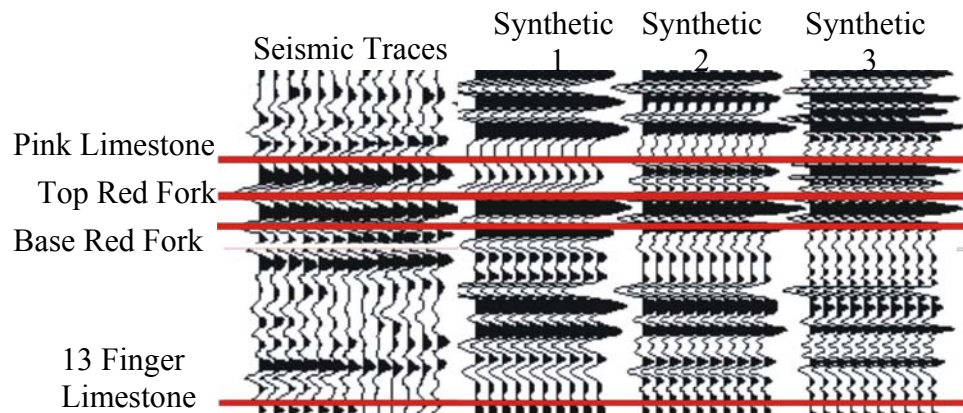 Seismic Traces
Synthetic
1
Synthetic
2
Synthetic
3
Pink Limestone
Top Red Fork
Base Red Fork
13 Finger
Limestone